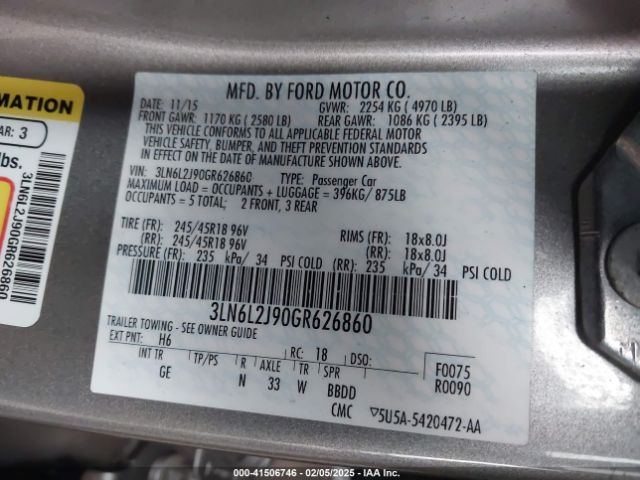 MATION
AR: 3
lbs.
3LN6L2J90GR626860
MFD. BY FORD MOTOR CO.
DATE: 11/15 GVWR: 2254 KG ( 4970 LB)
FRONT GAWR: 1170 KG ( 2580 LB) REAR GAWR: 1086 KG ( 2395 LB)
THIS VEHICLE CONFORMS TO ALL APPLICABLE FEDERAL MOTOR
VEHICLE SAFETY, BUMPER, AND THEFT PREVENTION STANDARDS
IN EFFECT ON THE DATE OF MANUFACTURE SHOWN ABOVE.
VIN: 3LN6L2J90GR626860 TYPE: Passenger Car
MAXIMUM LOAD = OCCUPANTS + LUGGAGE = 396KG/ 875LB
OCCUPANTS = 5 TOTAL; 2 FRONT, 3 REAR
TIRE (FR): 245/45R18 96V RIMS (FR): 18x8.0J
(RR): 245/45R18 96V (RR): 18x8.0J
PRESSURE (FR): 235 kPa/ 34 PSI COLD (RR): 235 kPa/ 34 PSI COLD
3LN6L2J90GR626860
TRAILER TOWING - SEE OWNER GUIDE
EXT PNT: H6 RC: 18 DSO: F0075
INT TR TP/PS R AXLE TR SPR R0090
GE N 33 W BBDD
CMC ▽5U5A-5420472-AA
000-41506746 — 02/05/2025 — IAA Inc.